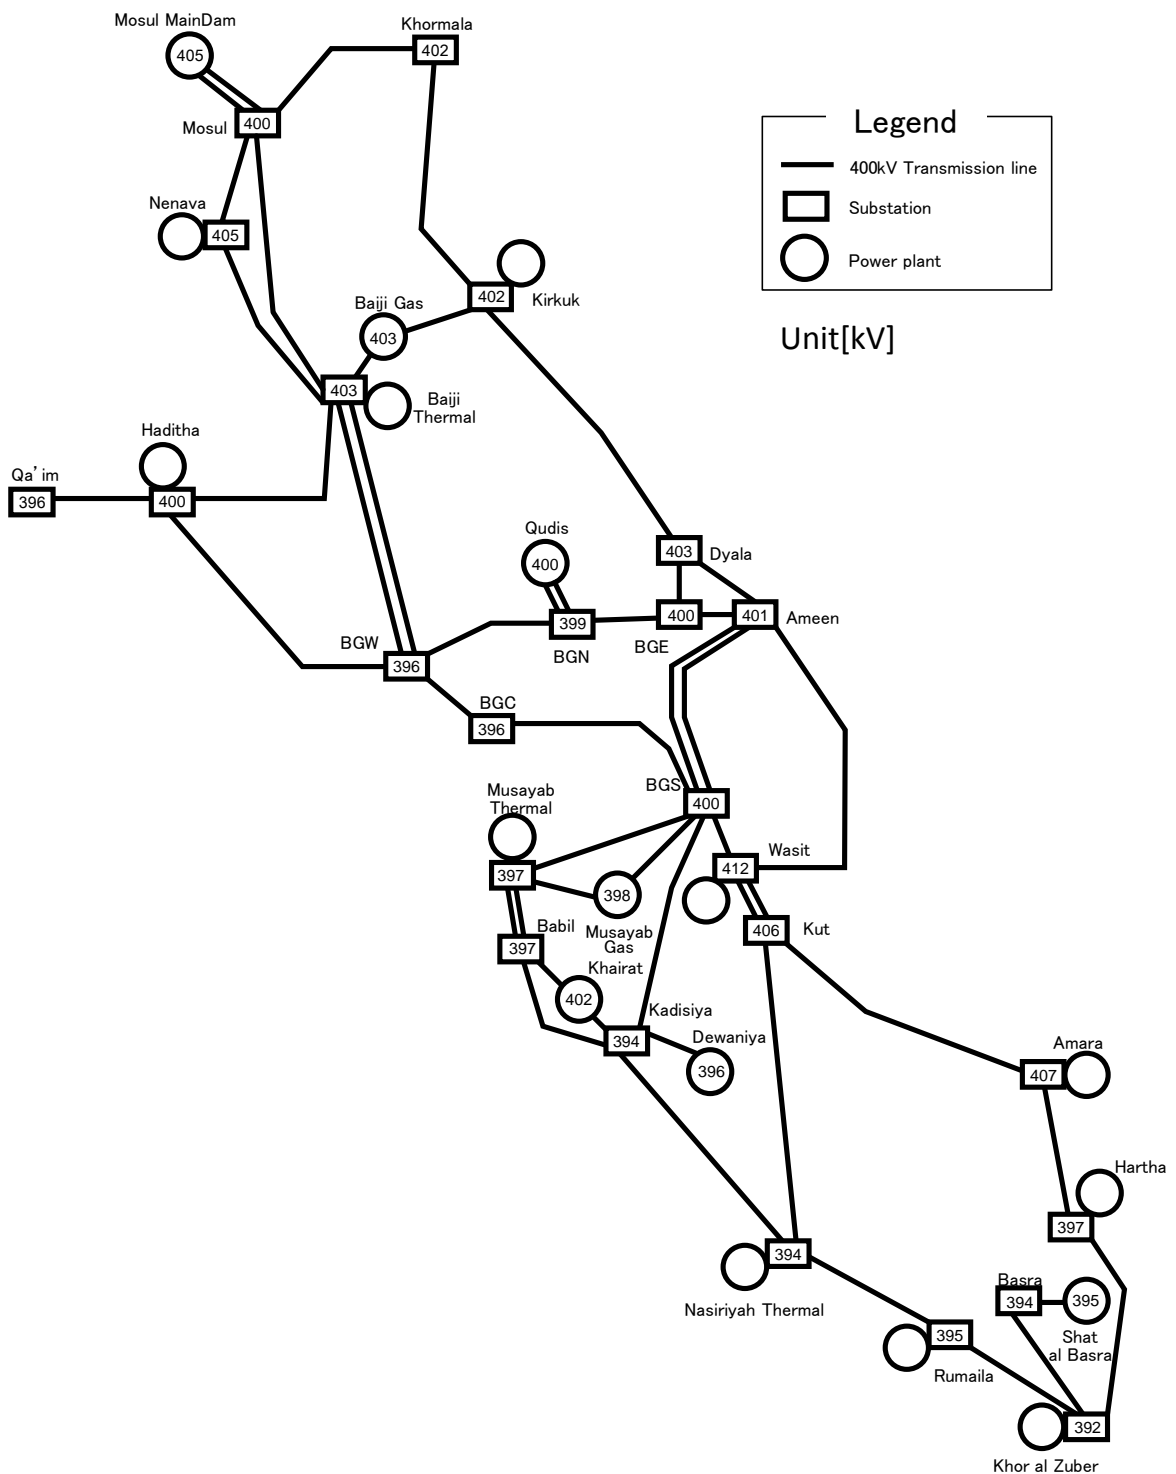 Mosul MainDam
405
Khormala
402
Mosul
400
Legend
400kV Transmission line
Substation
Power plant
Unit[kV]
Nenava
405
402
Kirkuk
Baiji Gas
403
403
Baiji
Thermal
Haditha
400
Qa' im
396
Qudis
400
403
Dyala
399
BGN
400
BGE
401
Ameen
BGW
396
BGC
396
BGS
400
Musayab
Thermal
397
Wasit
412
398
Musayab
Gas
406
Kut
Babil
397
Khairat
402
Kadisiya
394
Dewaniya
396
Amara
407
Hartha
397
394
Nasiriyah Thermal
Basra
394
395
Shat
al Basra
395
Rumaila
392
Khor al Zuber